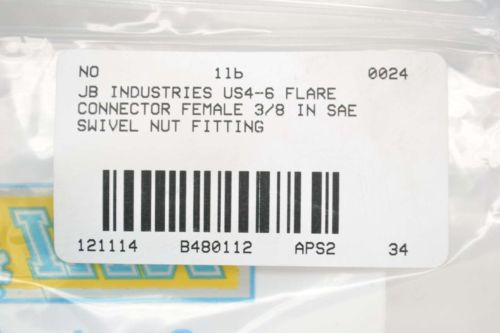 NO 1lb 0024
JB INDUSTRIES US4-6 FLARE
CONNECTOR FEMALE 3/8 IN SAE
SWIVEL NUT FITTING
121114 B480112 APS2 34